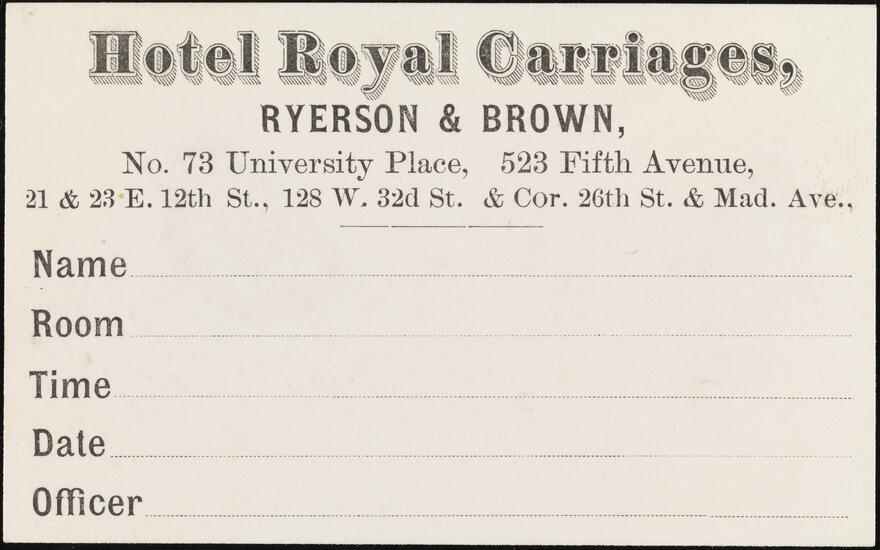 Hotel Royal Carriages,
RYERSON & BROWN,
No. 73 University Place, 523 Fifth Avenue,
21 & 23 E. 12th St., 128 W. 32d St. & Cor. 26th St. & Mad. Ave.,
Name
Room
Time
Date
Officer